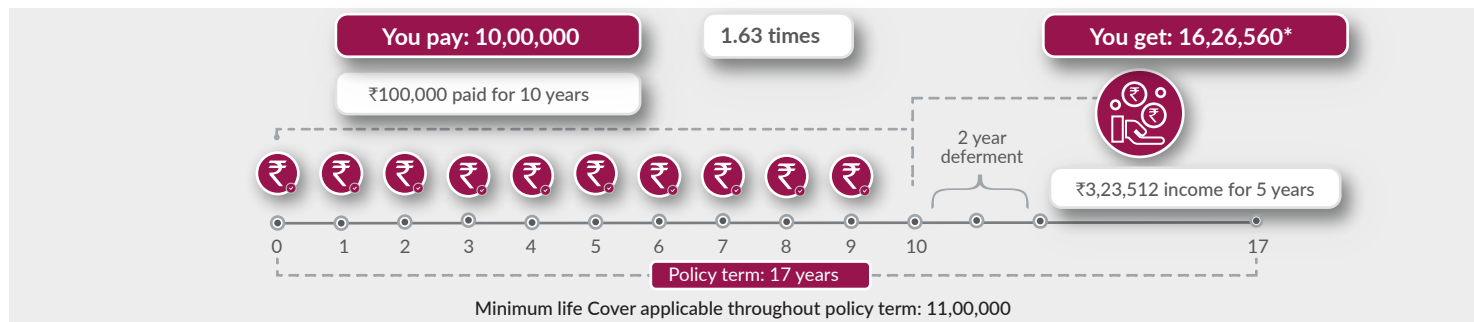 You pay: 10,00,000
1.63 times
You get: 16,26,560*
₹100,000 paid for 10 years
2 year
deferment
₹3,23,512 income for 5 years
0 1 2 3 4 5 6 7 8 9 10 17
Policy term: 17 years
Minimum life Cover applicable throughout policy term: 11,00,000